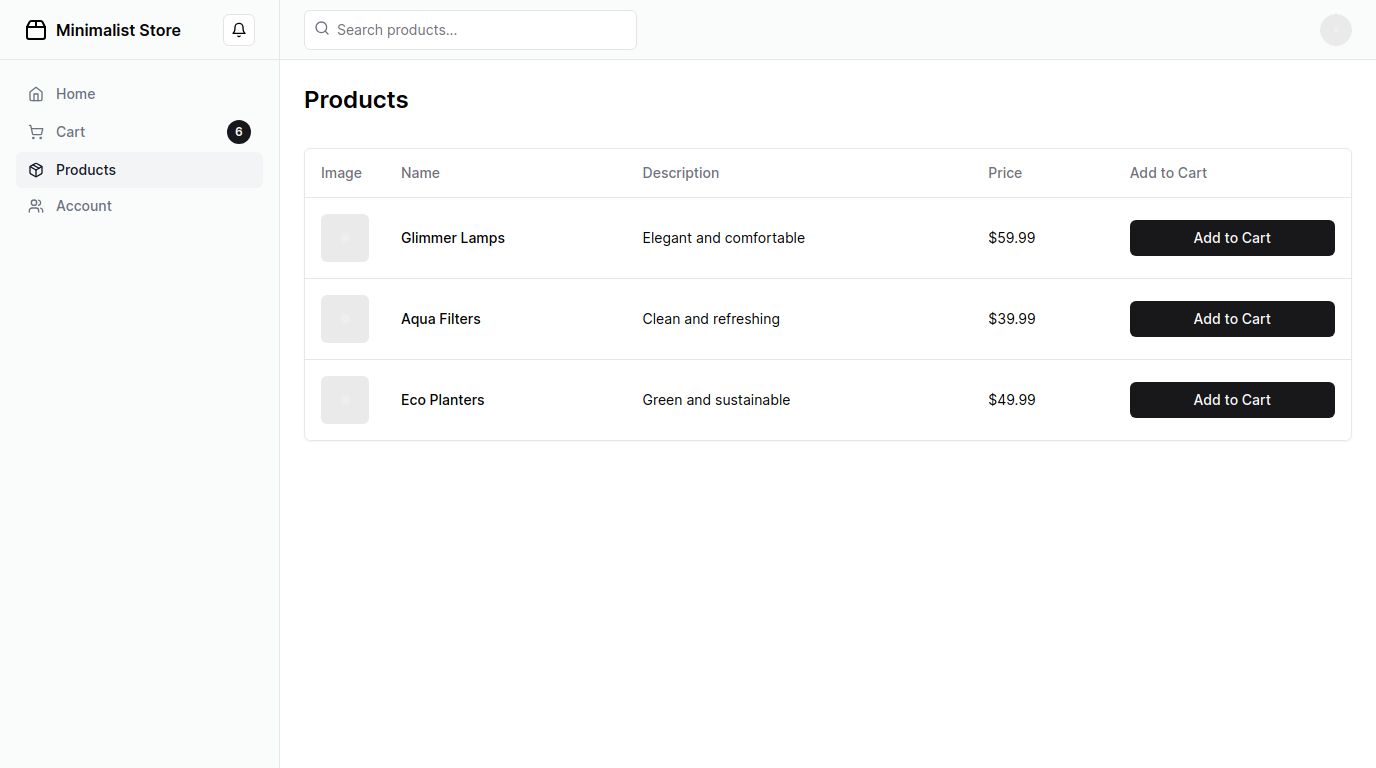 Minimalist Store
Search products...
Home
Cart 6
Products
Account
Products
Image Name Description Price Add to Cart
Glimmer Lamps Elegant and comfortable $59.99 Add to Cart
Aqua Filters Clean and refreshing $39.99 Add to Cart
Eco Planters Green and sustainable $49.99 Add to Cart